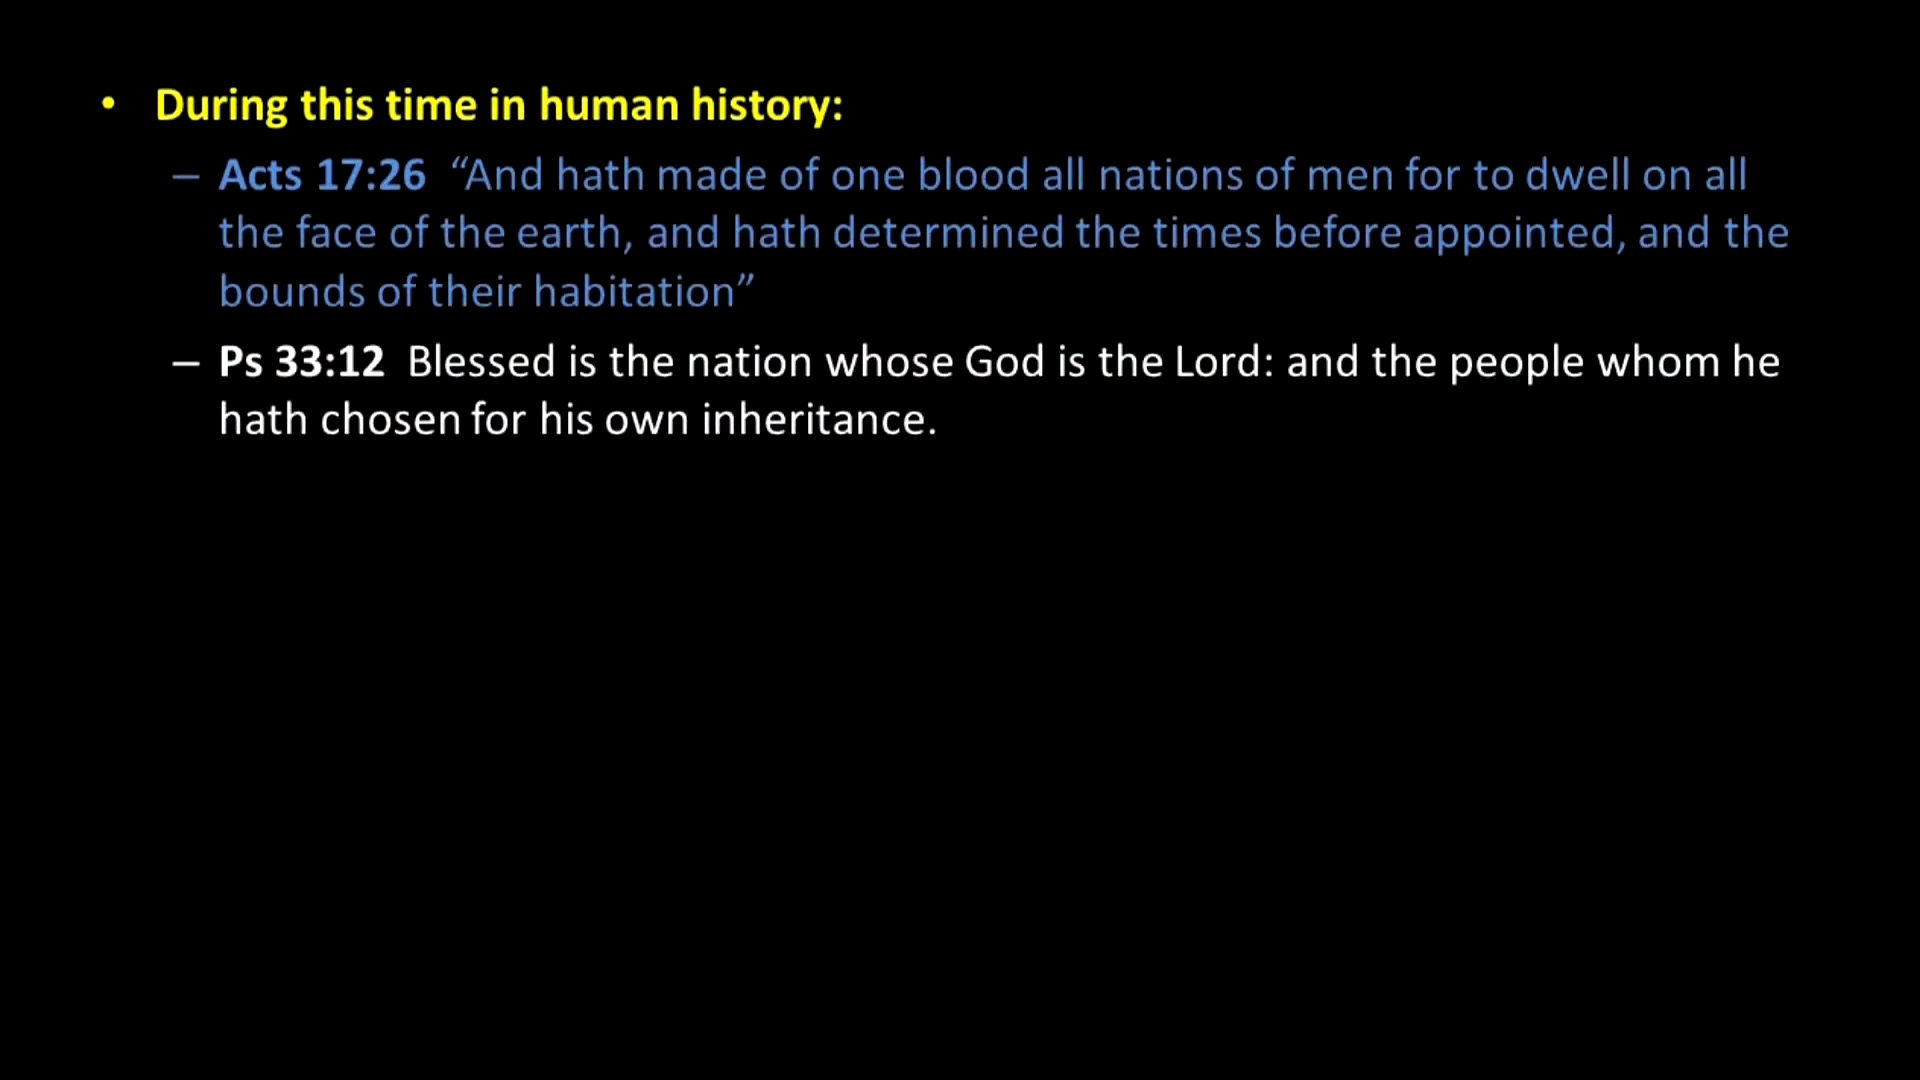 • During this time in human history:
– Acts 17:26 “And hath made of one blood all nations of men for to dwell on all
the face of the earth, and hath determined the times before appointed, and the
bounds of their habitation”
– Ps 33:12 Blessed is the nation whose God is the Lord: and the people whom he
hath chosen for his own inheritance.